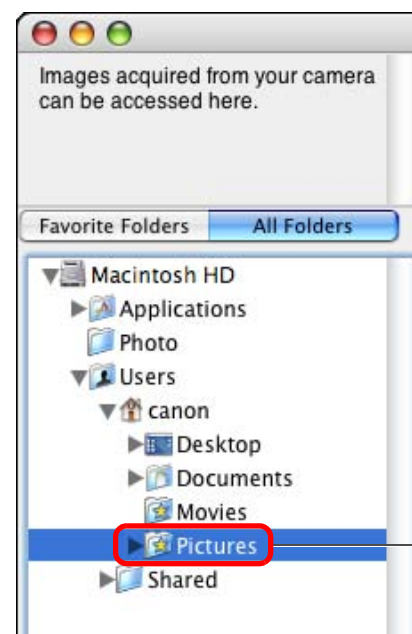 Images acquired from your camera
can be accessed here.
Favorite Folders All Folders
Macintosh HD
Applications
Photo
Users
canon
Desktop
Documents
Movies
Pictures
Shared